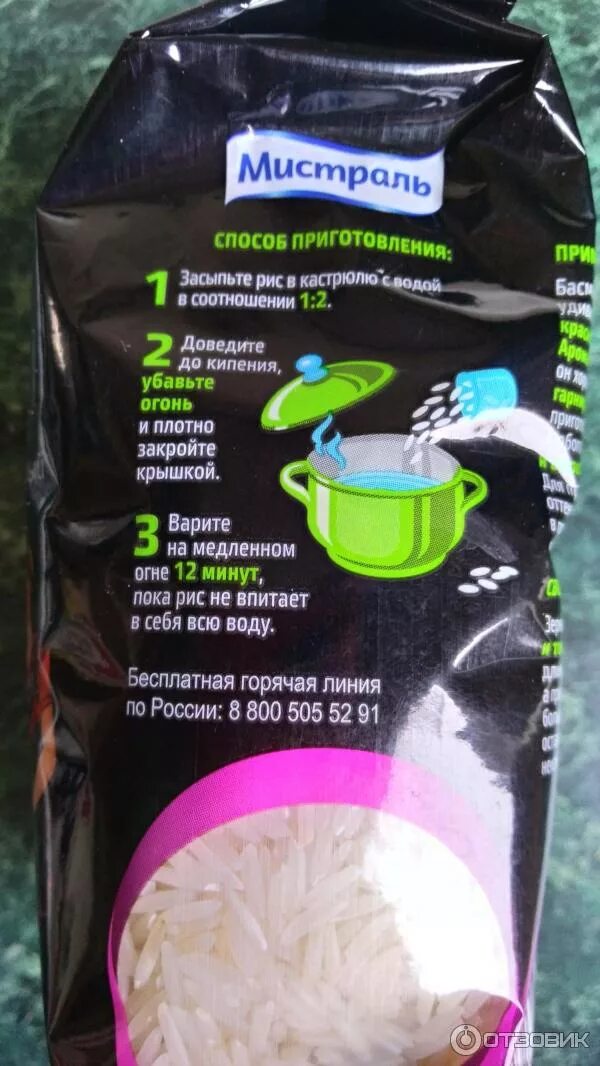 Мистраль
СПОСОБ ПРИГОТОВЛЕНИЯ:
1 Засыпьте рис в кастрюлю с водой
в соотношении 1:2.
2 Доведите
до кипения,
убавьте
огонь
и плотно
закройте
крышкой.
3 Варите
на медленном
огне 12 минут,
пока рис не впитает
в себя всю воду.
Бесплатная горячая линия
по России: 8 800 505 52 91
ОТЗОВИК